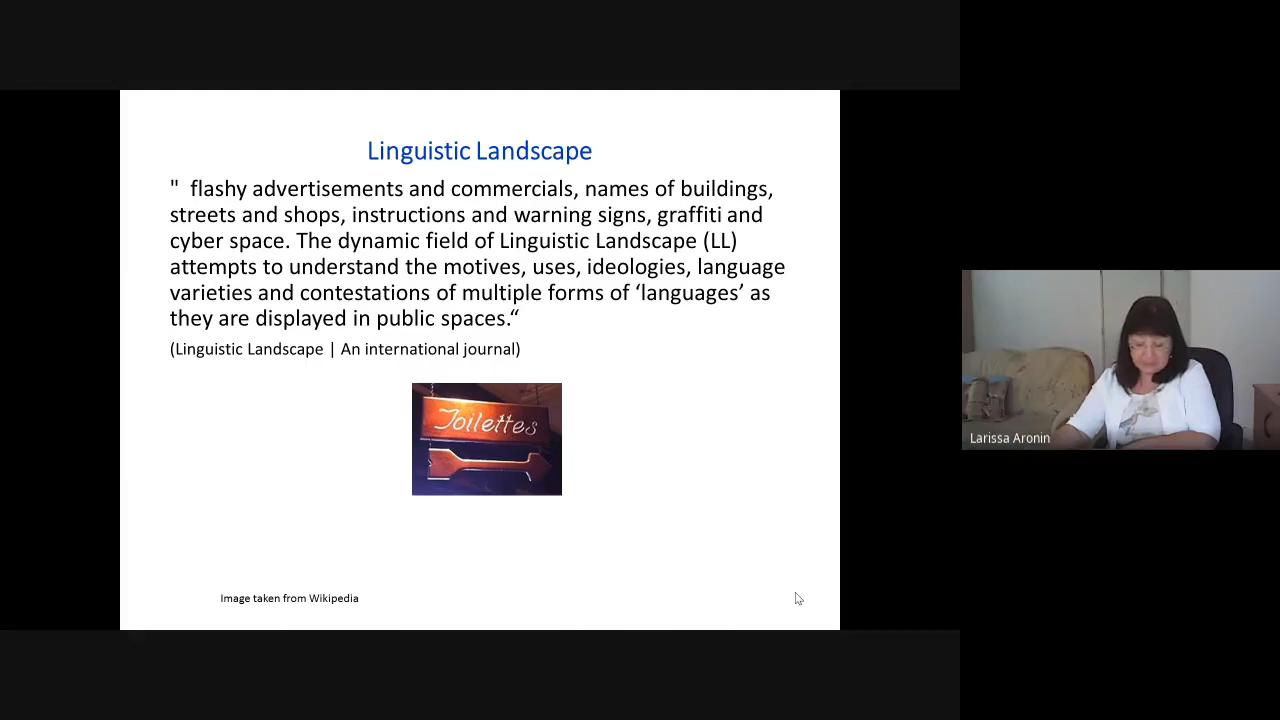 Linguistic Landscape
"  flashy advertisements and commercials, names of buildings,
streets and shops, instructions and warning signs, graffiti and
cyber space. The dynamic field of Linguistic Landscape (LL)
attempts to understand the motives, uses, ideologies, language
varieties and contestations of multiple forms of ‘languages’ as
they are displayed in public spaces.“
(Linguistic Landscape | An international journal)
Toilettes
Image taken from Wikipedia
Larissa Aronin